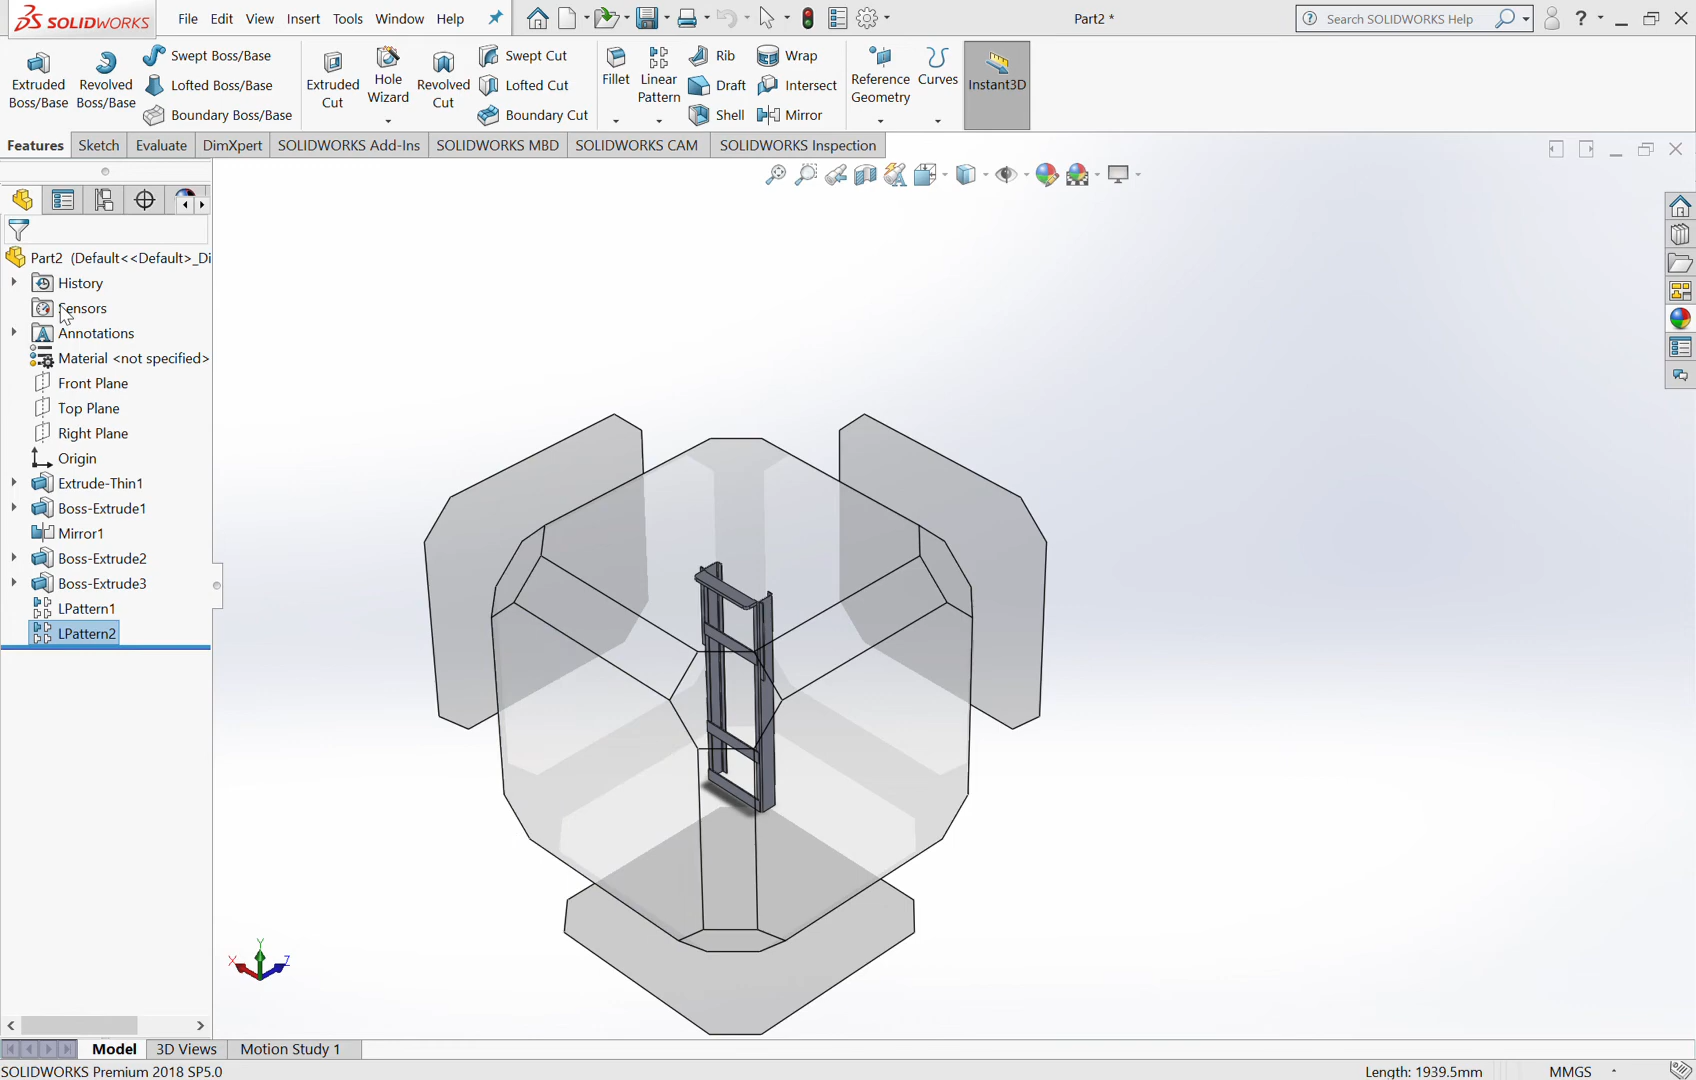 SOLIDWORKS File Edit View Insert Tools Window Help Part2 * Search SOLIDWORKS Help ?
Extruded Boss/Base
Revolved Boss/Base
Swept Boss/Base
Lofted Boss/Base
Boundary Boss/Base
Extruded Cut
Hole Wizard
Revolved Cut
Swept Cut
Lofted Cut
Boundary Cut
Fillet
Linear Pattern
Rib
Draft
Shell
Wrap
Intersect
Mirror
Reference Geometry
Curves
Instant3D
Features Sketch Evaluate DimXpert SOLIDWORKS Add-Ins SOLIDWORKS MBD SOLIDWORKS CAM SOLIDWORKS Inspection
Part2 (Default<<Default>_Di
History
Sensors
Annotations
Material <not specified>
Front Plane
Top Plane
Right Plane
Origin
Extrude-Thin1
Boss-Extrude1
Mirror1
Boss-Extrude2
Boss-Extrude3
LPattern1
LPattern2
Y
X Z
Model 3D Views Motion Study 1
SOLIDWORKS Premium 2018 SP5.0 Length: 1939.5mm MMGS